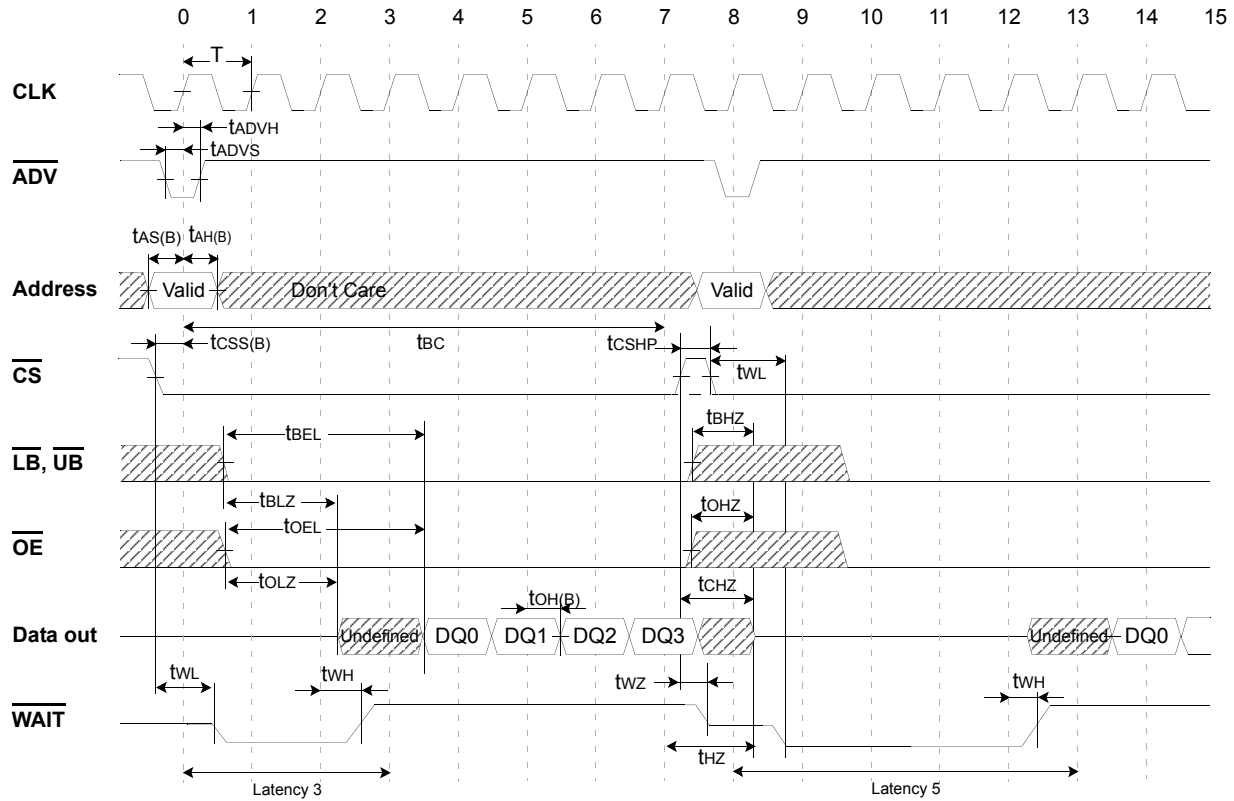 0 1 2 3 4 5 6 7 8 9 10 11 12 13 14 15
T
CLK
tADVH
tADVS
ADV
tAS(B) tAH(B)
Address Valid Don't Care Valid
tCSS(B) tBC tCSHP
CS tWL
tBEL tBHZ
LB, UB
tBLZ
tOEL tOHZ
OE
tOLZ tCHZ
tOH(B)
Data out Undefined DQ0 DQ1 DQ2 DQ3 Undefined DQ0
tWL tWH tWZ tWH
WAIT
tHZ
Latency 3 Latency 5